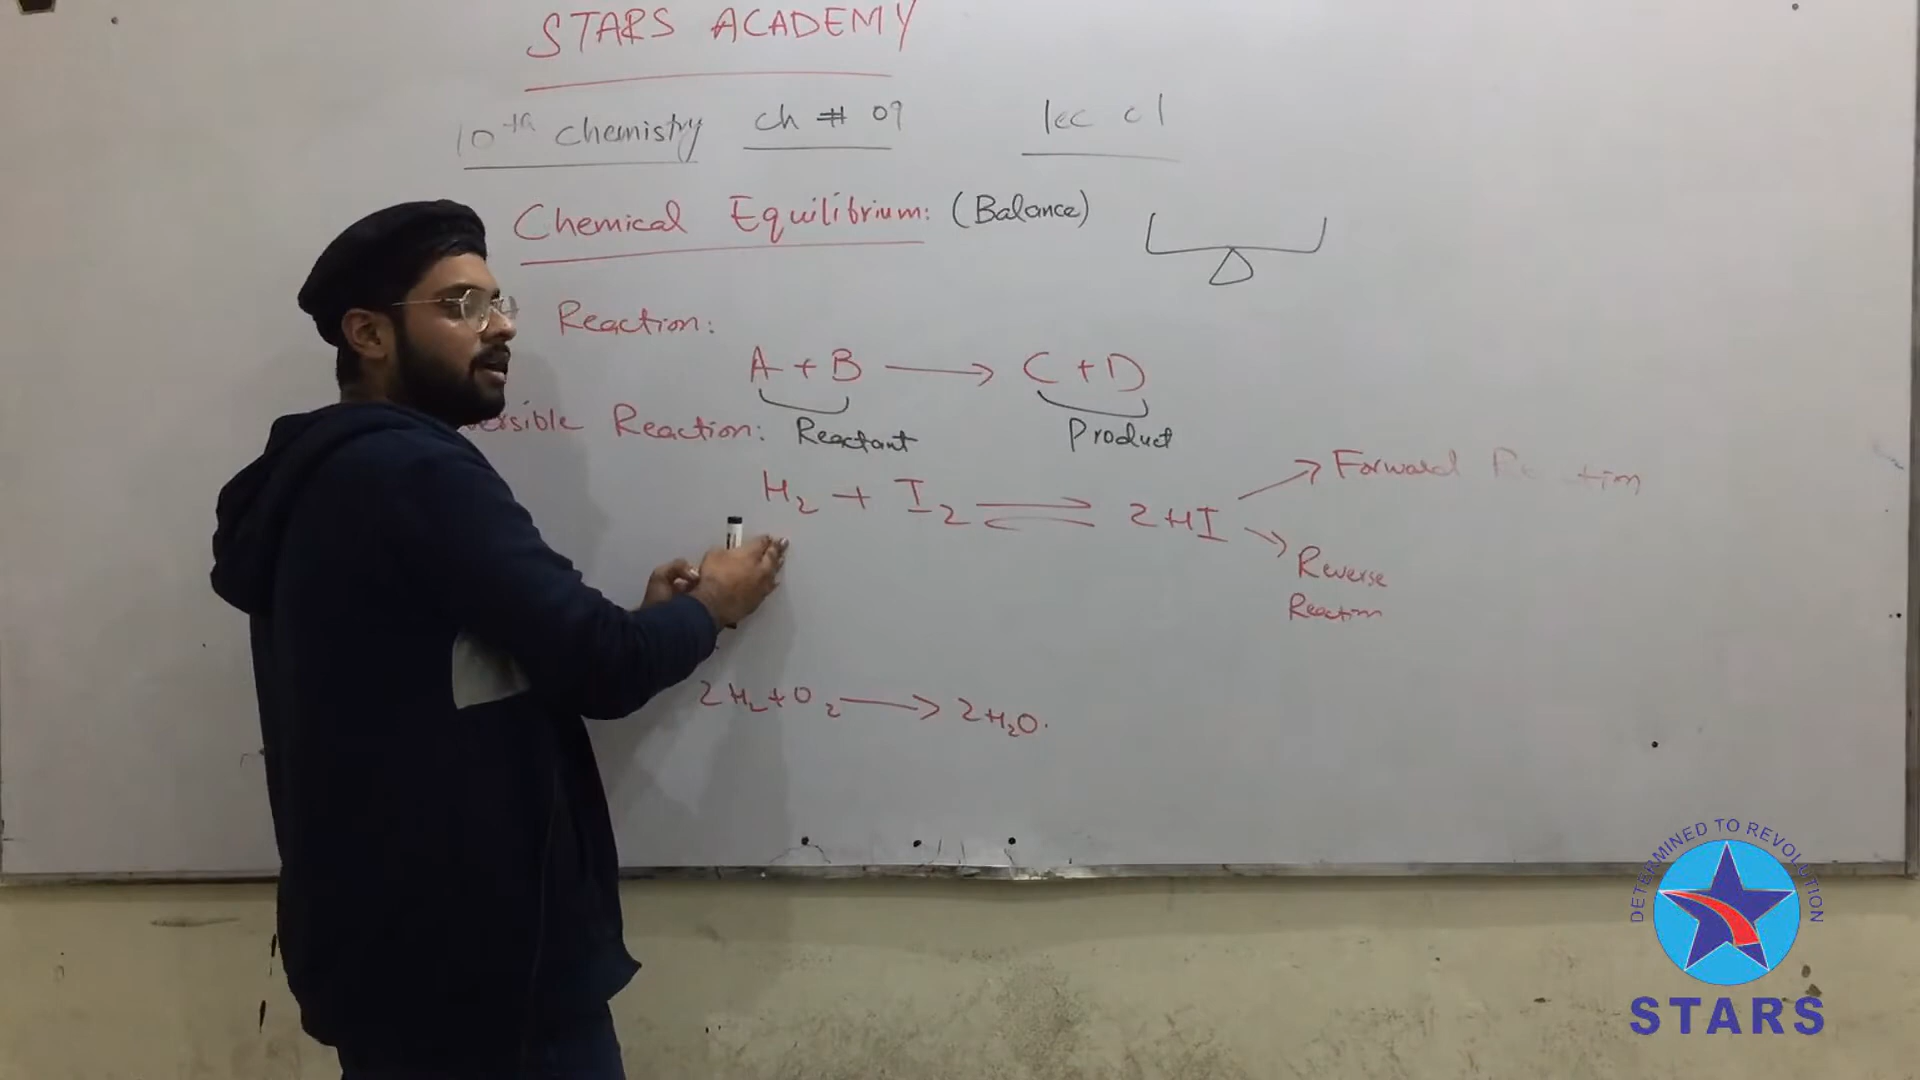 STARS ACADEMY
10th chemistry ch # 09 lec 01
Chemical Equilibrium: (Balance)
Reaction:
A + B ⟶ C + D
Reactant Product
ersible Reaction:
H₂ + I₂ ⇌ 2HI
Forward
Reverse
Reaction
2H₂+O₂ ⟶ 2H₂O.
DETERMINED TO REVOLUTION
STARS